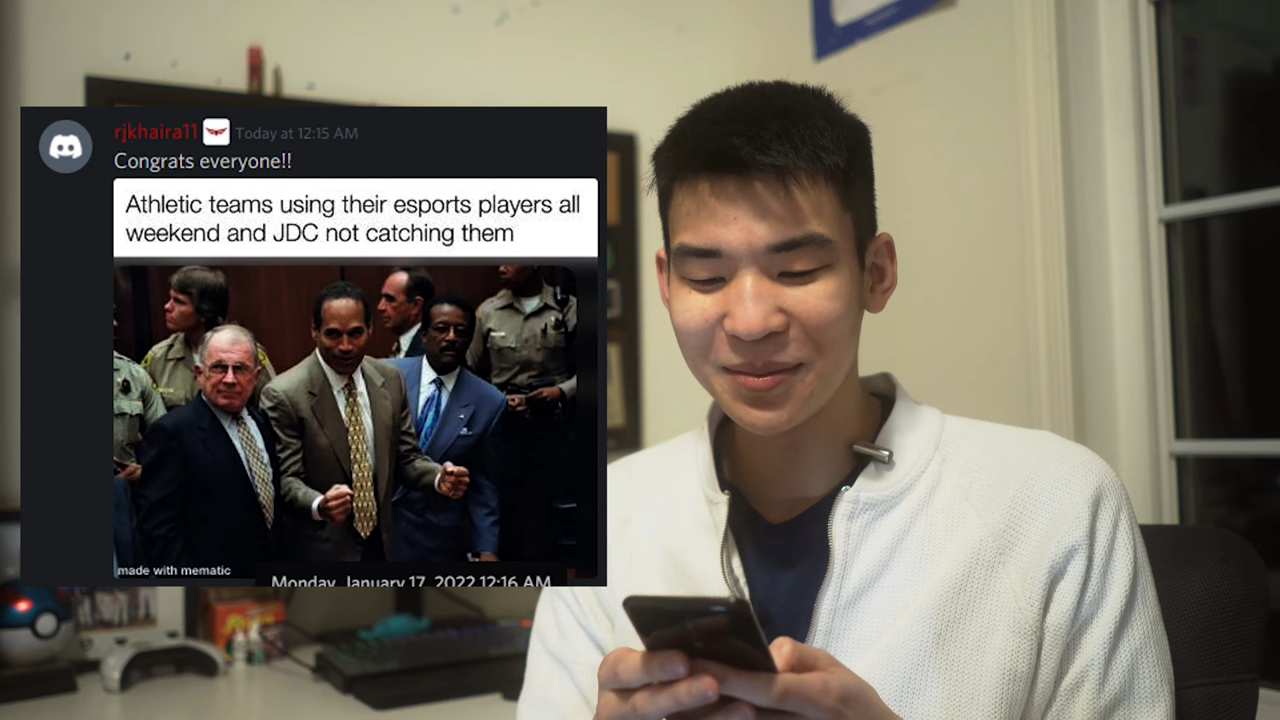 rjkhaira11 Today at 12:15 AM
Congrats everyone!!
Athletic teams using their esports players all
weekend and JDC not catching them
made with mematic
Monday, January 17, 2022 12:16 AM